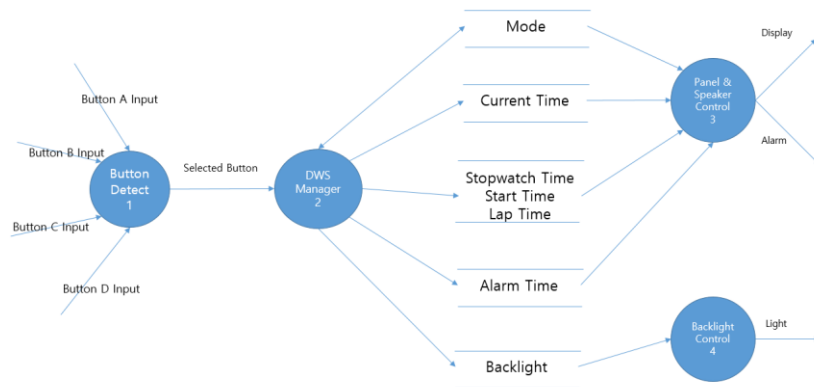 Button A Input
Button B Input
Button C Input
Button D Input
Button
Detect
1
Selected Button
DWS
Manager
2
Mode
Current Time
Stopwatch Time
Start Time
Lap Time
Alarm Time
Backlight
Panel &
Speaker
Control
3
Display
Alarm
Backlight
Control
4
Light